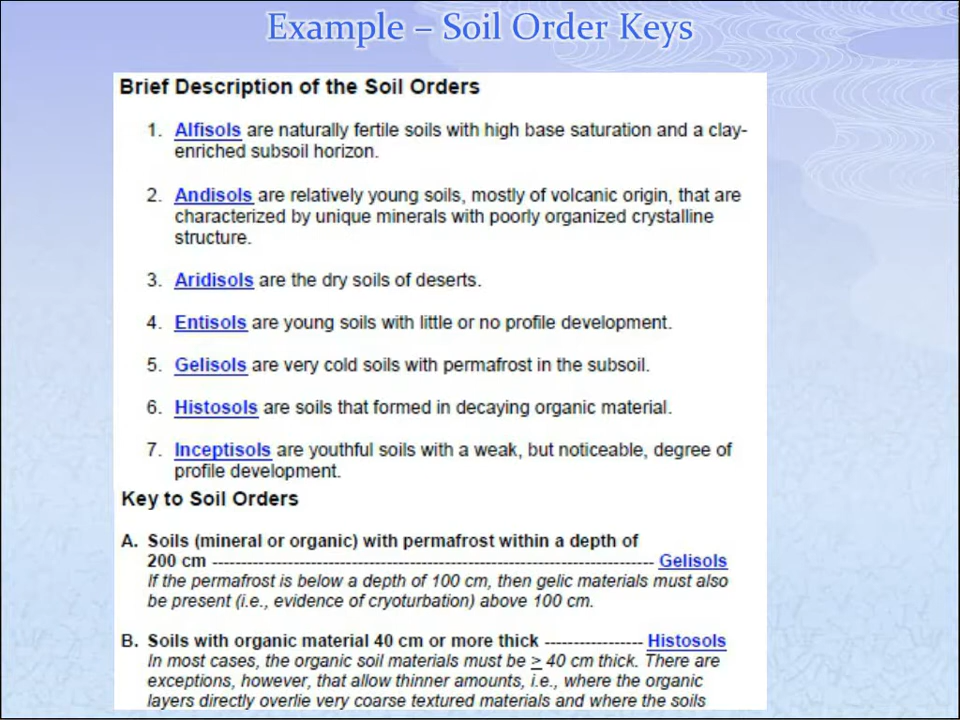 Example – Soil Order Keys
Brief Description of the Soil Orders
1. Alfisols are naturally fertile soils with high base saturation and a clay-
enriched subsoil horizon.
2. Andisols are relatively young soils, mostly of volcanic origin, that are
characterized by unique minerals with poorly organized crystalline
structure.
3. Aridisols are the dry soils of deserts.
4. Entisols are young soils with little or no profile development.
5. Gelisols are very cold soils with permafrost in the subsoil.
6. Histosols are soils that formed in decaying organic material.
7. Inceptisols are youthful soils with a weak, but noticeable, degree of
profile development.
Key to Soil Orders
A. Soils (mineral or organic) with permafrost within a depth of
200 cm ---------------------------------------------------------------------- Gelisols
If the permafrost is below a depth of 100 cm, then gelic materials must also
be present (i.e., evidence of cryoturbation) above 100 cm.
B. Soils with organic material 40 cm or more thick ----------------- Histosols
In most cases, the organic soil materials must be ≥ 40 cm thick. There are
exceptions, however, that allow thinner amounts, i.e., where the organic
layers directly overlie very coarse textured materials and where the soils